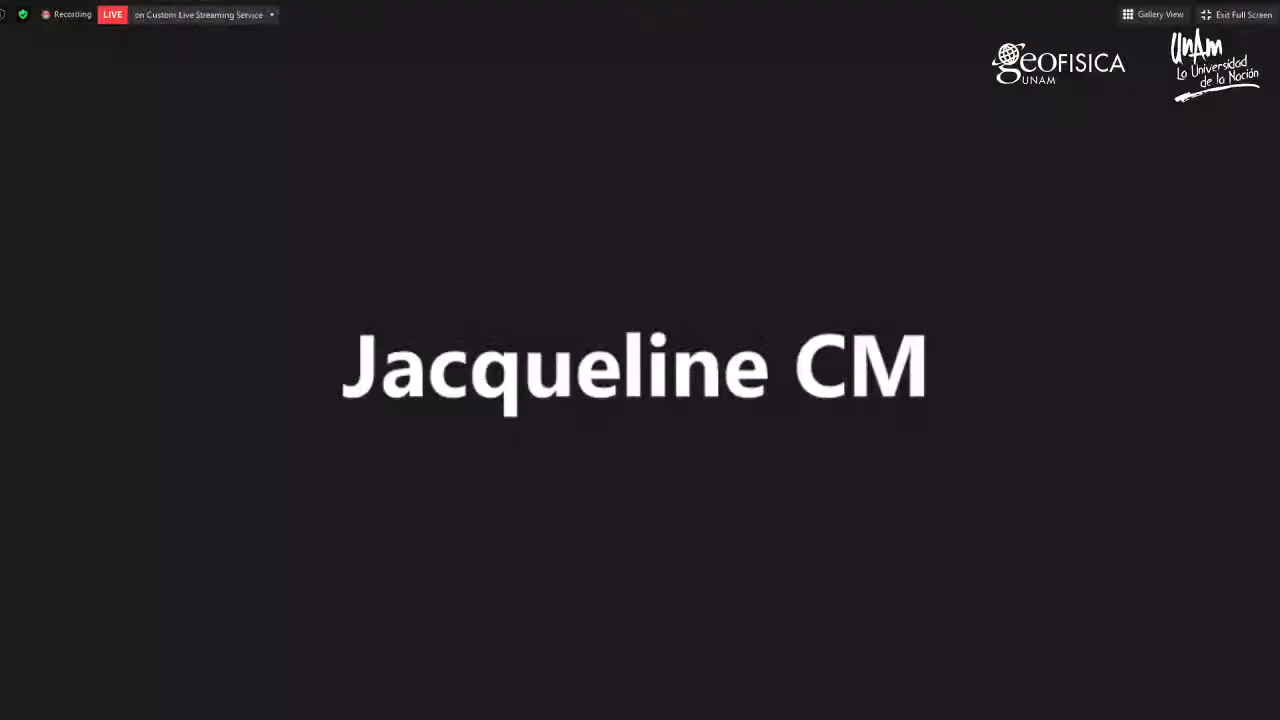 Recording LIVE on Custom Live Streaming Service
Gallery View Exit Full Screen
GEOFISICA
UNAM
UNAM
La Universidad
de la Nación
Jacqueline CM